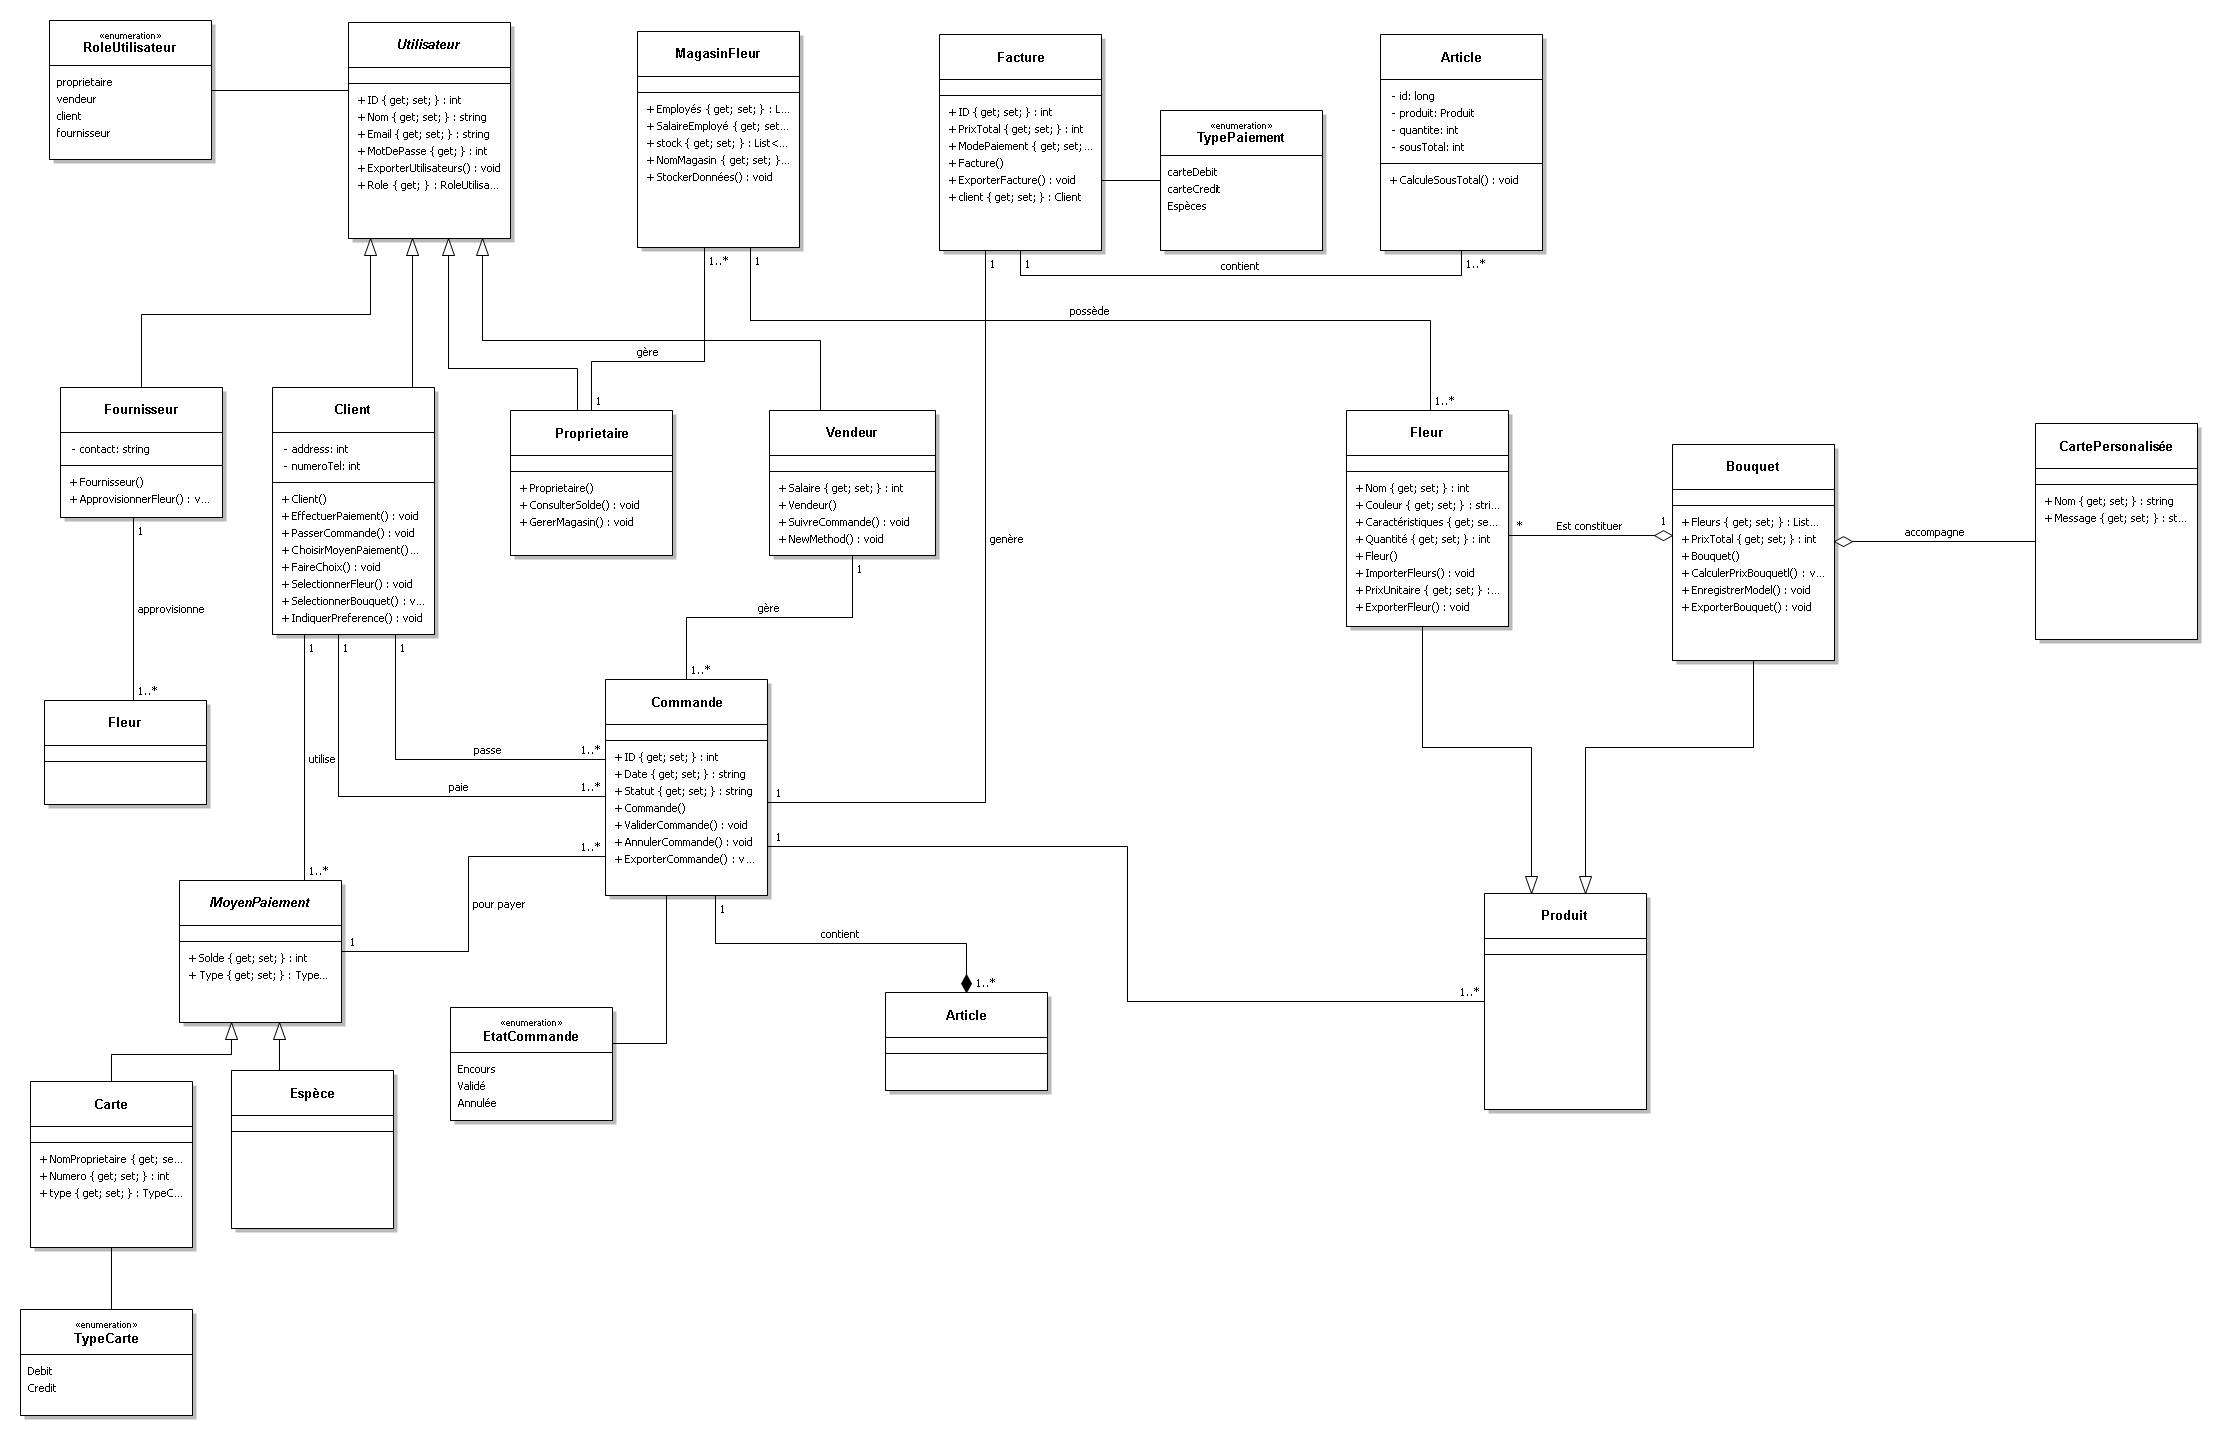 «enumeration»
RoleUtilisateur
proprietaire
vendeur
client
fournisseur
Utilisateur
+ ID { get; set; } : int
+ Nom { get; set; } : string
+ Email { get; set; } : string
+ MotDePasse { get; } : int
+ ExporterUtilisateurs() : void
+ Role { get; } : RoleUtilisa...
MagasinFleur
+ Employés { get; set; } : L...
+ SalaireEmployé { get; set...
+ stock { get; set; } : List<...
+ NomMagasin { get; set; }...
+ StockerDonnées() : void
Facture
+ ID { get; set; } : int
+ PrixTotal { get; set; } : int
+ ModePaiement { get; set;...
+ Facture()
+ ExporterFacture() : void
+ client { get; set; } : Client
«enumeration»
TypePaiement
carteDebit
carteCredit
Espèces
Article
- id: long
- produit: Produit
- quantite: int
- sousTotal: int
+ CalculeSousTotal() : void
1..*
1
1
1
contient
1..*
possède
gère
1
1..*
Fournisseur
- contact: string
+ Fournisseur()
+ ApprovisionnerFleur() : v...
Client
- address: int
- numeroTel: int
+ Client()
+ EffectuerPaiement() : void
+ PasserCommande() : void
+ ChoisirMoyenPaiement()...
+ FaireChoix() : void
+ SelectionnerFleur() : void
+ SelectionnerBouquet() : v...
+ IndiquerPreference() : void
Proprietaire
+ Proprietaire()
+ ConsulterSolde() : void
+ GererMagasin() : void
Vendeur
+ Salaire { get; set; } : int
+ Vendeur()
+ SuivreCommande() : void
+ NewMethod() : void
Fleur
+ Nom { get; set; } : int
+ Couleur { get; set; } : stri...
+ Caractéristiques { get; se...
+ Quantité { get; set; } : int
+ Fleur()
+ ImporterFleurs() : void
+ PrixUnitaire { get; set; } :...
+ ExporterFleur() : void
*
Est constituer
1
Bouquet
+ Fleurs { get; set; } : List...
+ PrixTotal { get; set; } : int
+ Bouquet()
+ CalculerPrixBouquetl() : v...
+ EnregistrerModel() : void
+ ExporterBouquet() : void
accompagne
CartePersonalisée
+ Nom { get; set; } : string
+ Message { get; set; } : st...
1
approvisionne
1..*
Fleur
1
1
1
1
gère
1..*
genère
utilise
passe
1..*
paie
1..*
1..*
Commande
+ ID { get; set; } : int
+ Date { get; set; } : string
+ Statut { get; set; } : string
+ Commande()
+ ValiderCommande() : void
+ AnnulerCommande() : void
+ ExporterCommande() : v...
1
1
1..*
MoyenPaiement
+ Solde { get; set; } : int
+ Type { get; set; } : Type...
1
pour payer
1
contient
1..*
Article
1..*
Produit
«enumeration»
EtatCommande
Encours
Validé
Annulée
Carte
+ NomProprietaire { get; se...
+ Numero { get; set; } : int
+ type { get; set; } : TypeC...
Espèce
«enumeration»
TypeCarte
Debit
Credit